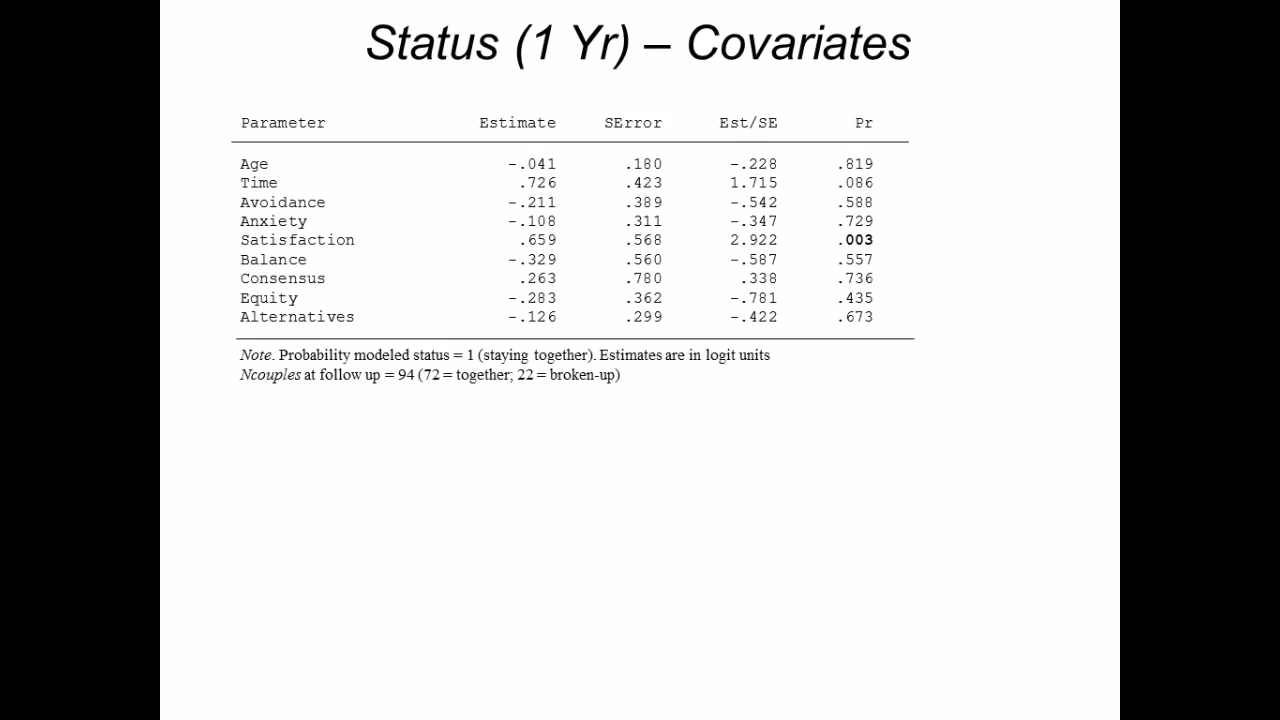 Status (1 Yr) – Covariates
Parameter Estimate SError Est/SE Pr
Age -.041 .180 -.228 .819
Time .726 .423 1.715 .086
Avoidance -.211 .389 -.542 .588
Anxiety -.108 .311 -.347 .729
Satisfaction .659 .568 2.922 .003
Balance -.329 .560 -.587 .557
Consensus .263 .780 .338 .736
Equity -.283 .362 -.781 .435
Alternatives -.126 .299 -.422 .673
Note. Probability modeled status = 1 (staying together). Estimates are in logit units
Ncouples at follow up = 94 (72 = together; 22 = broken-up)